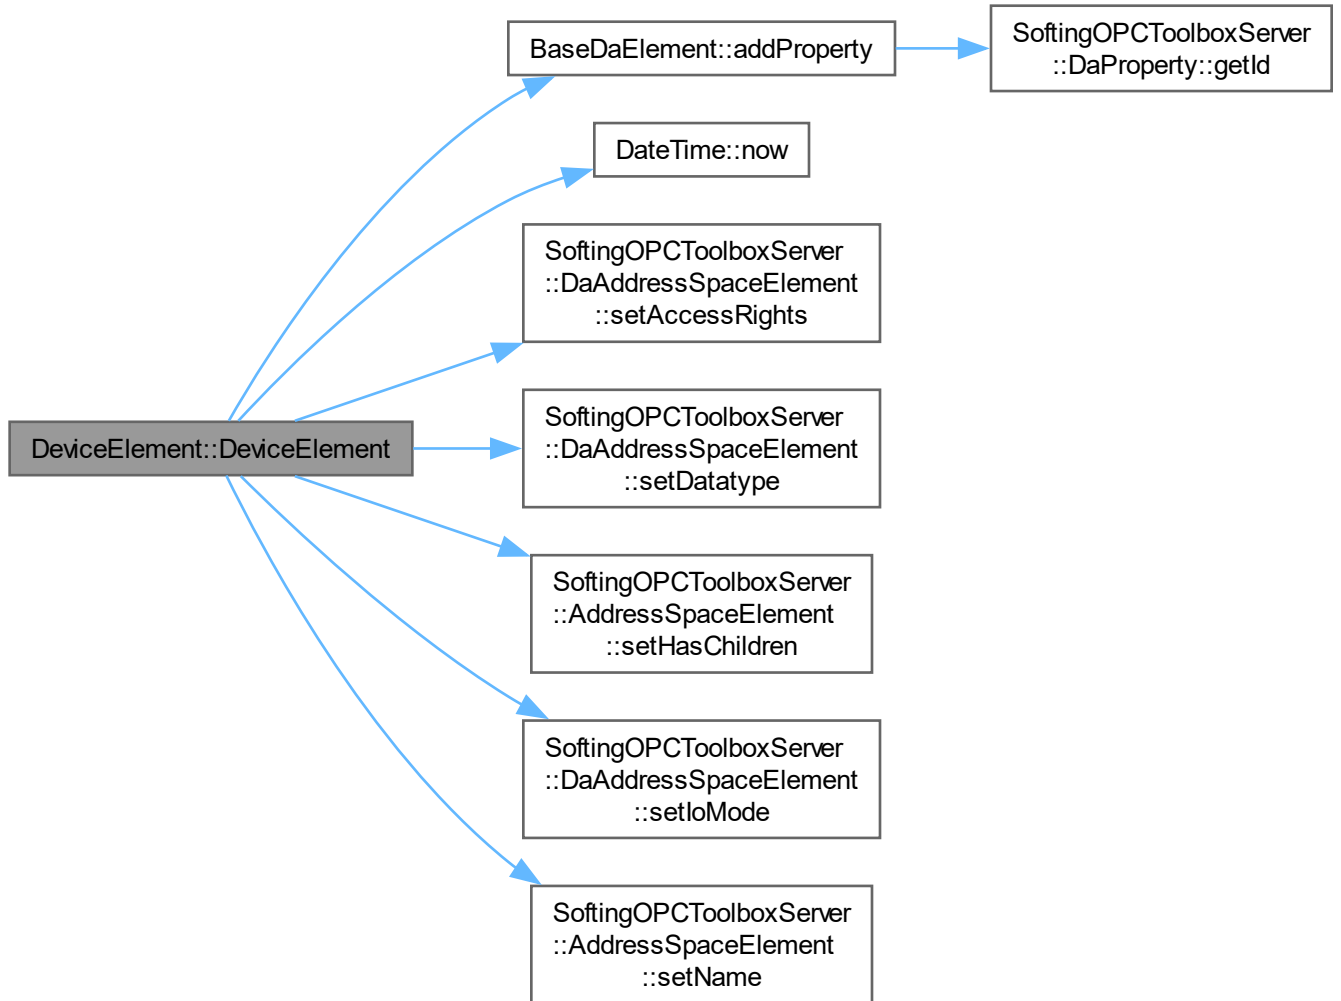 BaseDaElement::addProperty
SoftingOPCToolboxServer
::DaProperty::getId
DateTime::now
SoftingOPCToolboxServer
::DaAddressSpaceElement
::setAccessRights
DeviceElement::DeviceElement
SoftingOPCToolboxServer
::DaAddressSpaceElement
::setDatatype
SoftingOPCToolboxServer
::AddressSpaceElement
::setHasChildren
SoftingOPCToolboxServer
::DaAddressSpaceElement
::setIoMode
SoftingOPCToolboxServer
::AddressSpaceElement
::setName